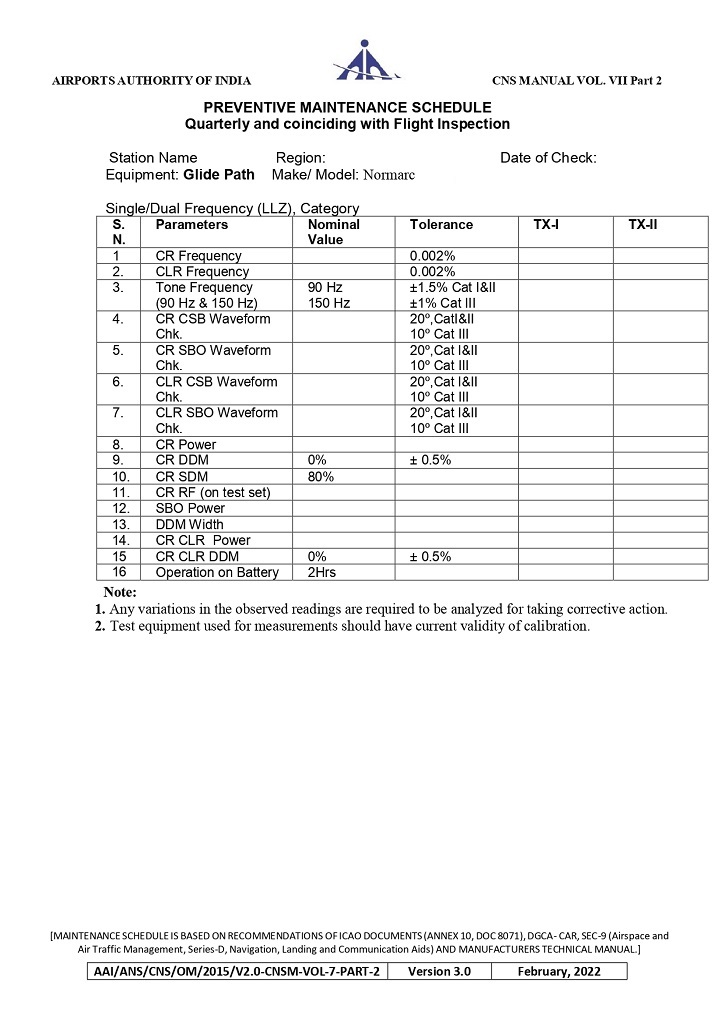 AIRPORTS AUTHORITY OF INDIA CNS MANUAL VOL. VII Part 2
PREVENTIVE MAINTENANCE SCHEDULE
Quarterly and coinciding with Flight Inspection
Station Name Region: Date of Check:
Equipment: Glide Path Make/ Model: Normarc
Single/Dual Frequency (LLZ), Category
S. Parameters Nominal Tolerance TX-I TX-II
N. Value
1 CR Frequency 0.002%
2. CLR Frequency 0.002%
3. Tone Frequency 90 Hz ±1.5% Cat I&II
(90 Hz & 150 Hz) 150 Hz ±1% Cat III
4. CR CSB Waveform 20º,CatI&II
Chk. 10º Cat III
5. CR SBO Waveform 20º,Cat I&II
Chk. 10º Cat III
6. CLR CSB Waveform 20º,Cat I&II
Chk. 10º Cat III
7. CLR SBO Waveform 20º,Cat I&II
Chk. 10º Cat III
8. CR Power
9. CR DDM 0% ± 0.5%
10. CR SDM 80%
11. CR RF (on test set)
12. SBO Power
13. DDM Width
14. CR CLR Power
15 CR CLR DDM 0% ± 0.5%
16 Operation on Battery 2Hrs
Note:
1. Any variations in the observed readings are required to be analyzed for taking corrective action.
2. Test equipment used for measurements should have current validity of calibration.
[MAINTENANCE SCHEDULE IS BASED ON RECOMMENDATIONS OF ICAO DOCUMENTS (ANNEX 10, DOC 8071), DGCA- CAR, SEC-9 (Airspace and
Air Traffic Management, Series-D, Navigation, Landing and Communication Aids) AND MANUFACTURERS TECHNICAL MANUAL.]
AAI/ANS/CNS/OM/2015/V2.0-CNSM-VOL-7-PART-2 Version 3.0 February, 2022